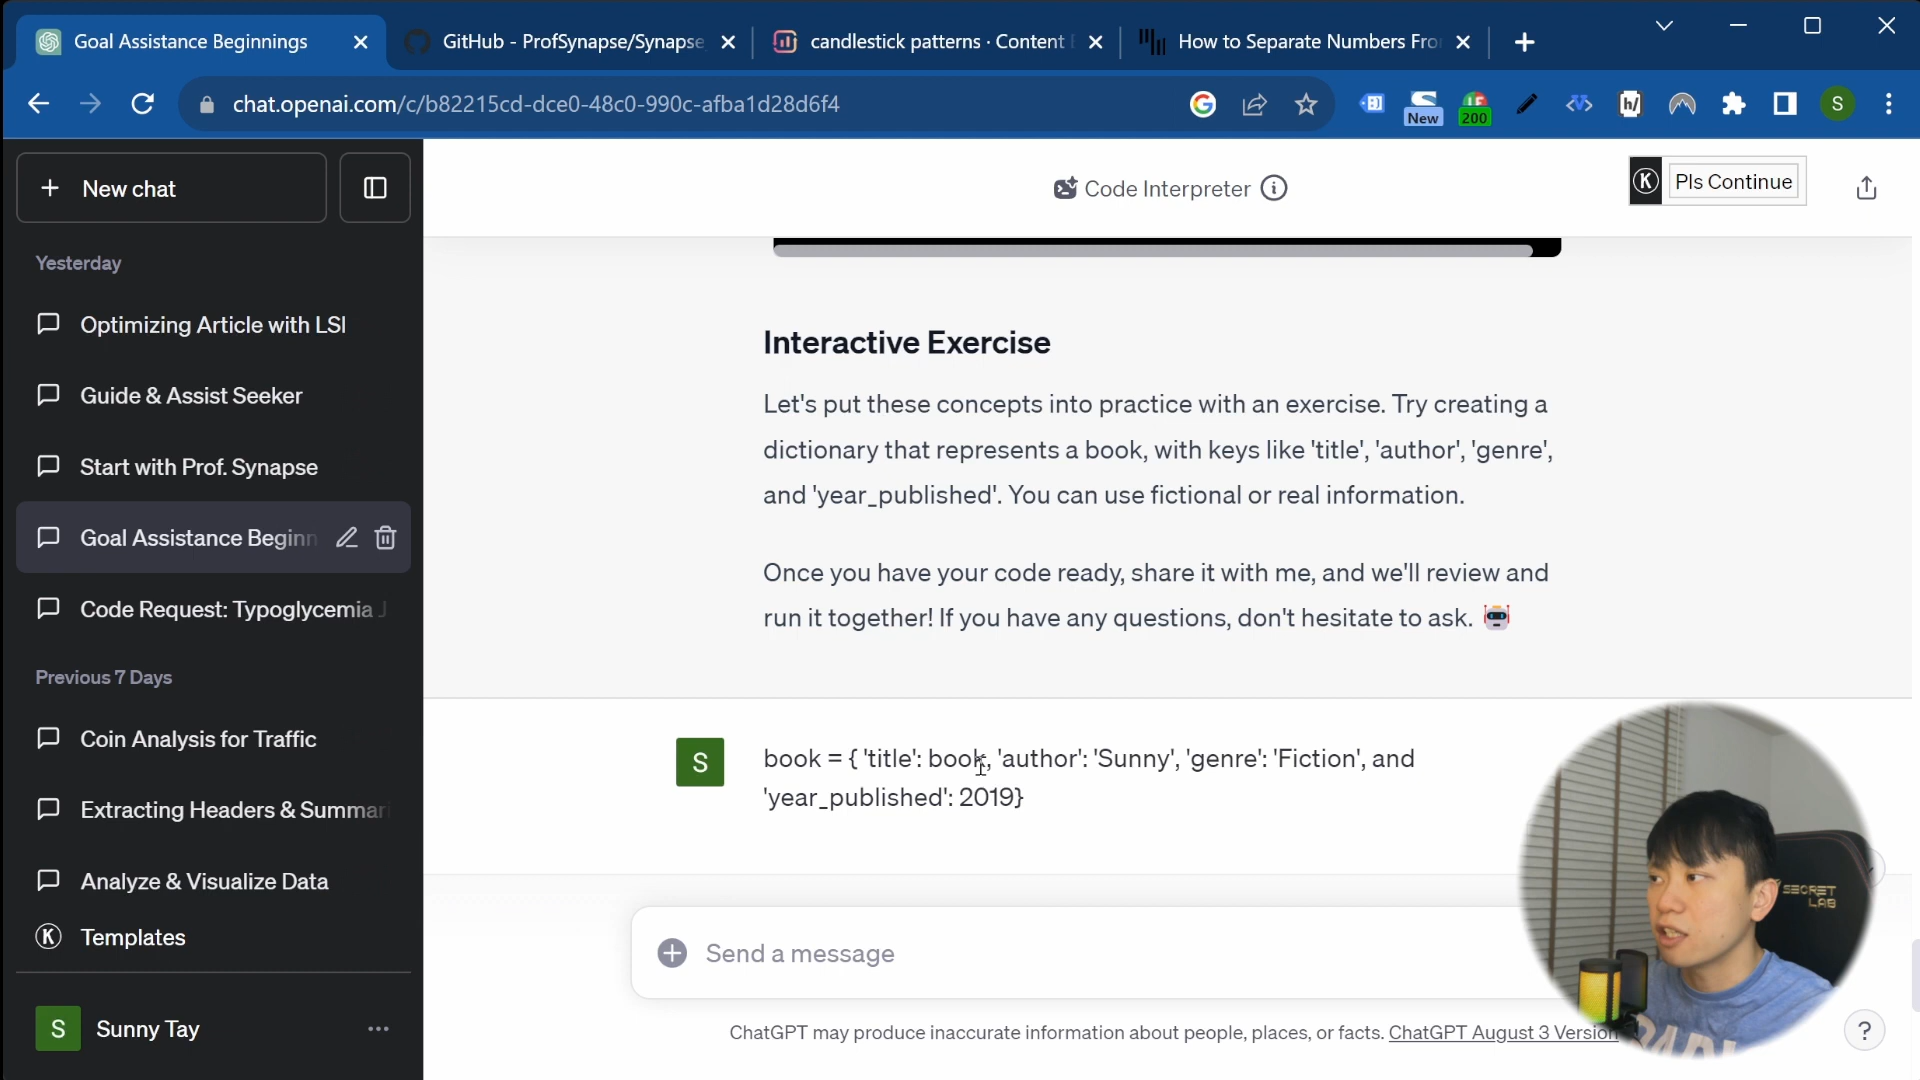 Goal Assistance Beginnings
GitHub - ProfSynapse/Synapse
candlestick patterns · Content
How to Separate Numbers Fro
chat.openai.com/c/b82215cd-dce0-48c0-990c-afba1d28d6f4
New
200
h/
S
New chat
Code Interpreter
K
Pls Continue
Yesterday
Optimizing Article with LSI
Guide & Assist Seeker
Start with Prof. Synapse
Goal Assistance Beginn
Code Request: Typoglycemia J
Previous 7 Days
Coin Analysis for Traffic
Extracting Headers & Summar
Analyze & Visualize Data
K
Templates
S
Sunny Tay
Interactive Exercise
Let's put these concepts into practice with an exercise. Try creating a
dictionary that represents a book, with keys like 'title', 'author', 'genre',
and 'year_published'. You can use fictional or real information.
Once you have your code ready, share it with me, and we'll review and
run it together! If you have any questions, don't hesitate to ask.
S
book = { 'title': book, 'author': 'Sunny', 'genre': 'Fiction', and
'year_published': 2019}
SECRET
LAB
Send a message
ChatGPT may produce inaccurate information about people, places, or facts. ChatGPT August 3 Version
?